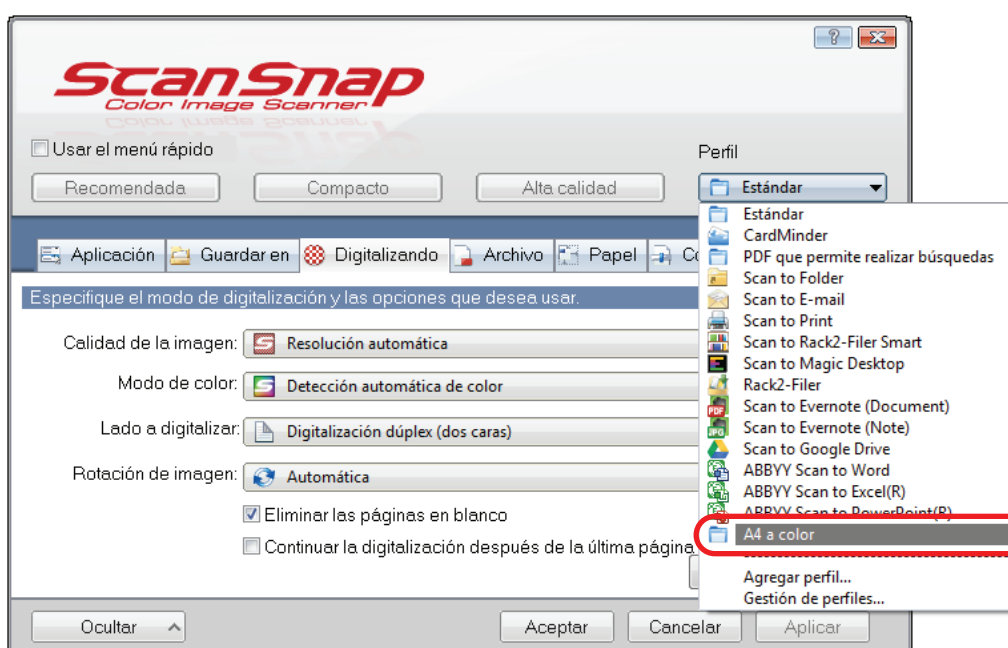 ScanSnap
Color Image Scanner
Usar el menú rápido
Perfil
Recomendada
Compacto
Alta calidad
Estándar
Estándar
CardMinder
PDF que permite realizar búsquedas
Scan to Folder
Scan to E-mail
Scan to Print
Scan to Rack2-Filer Smart
Scan to Magic Desktop
Rack2-Filer
Scan to Evernote (Document)
Scan to Evernote (Note)
Scan to Google Drive
ABBYY Scan to Word
ABBYY Scan to Excel(R)
ABBYY Scan to PowerPoint(R)
A4 a color
Agregar perfil...
Gestión de perfiles...
Aplicación
Guardar en
Digitalizando
Archivo
Papel
Especifique el modo de digitalización y las opciones que desea usar.
Calidad de la imagen:
Resolución automática
Modo de color:
Detección automática de color
Lado a digitalizar:
Digitalización dúplex (dos caras)
Rotación de imagen:
Automática
Eliminar las páginas en blanco
Continuar la digitalización después de la última página
Ocultar
Aceptar
Cancelar
Aplicar